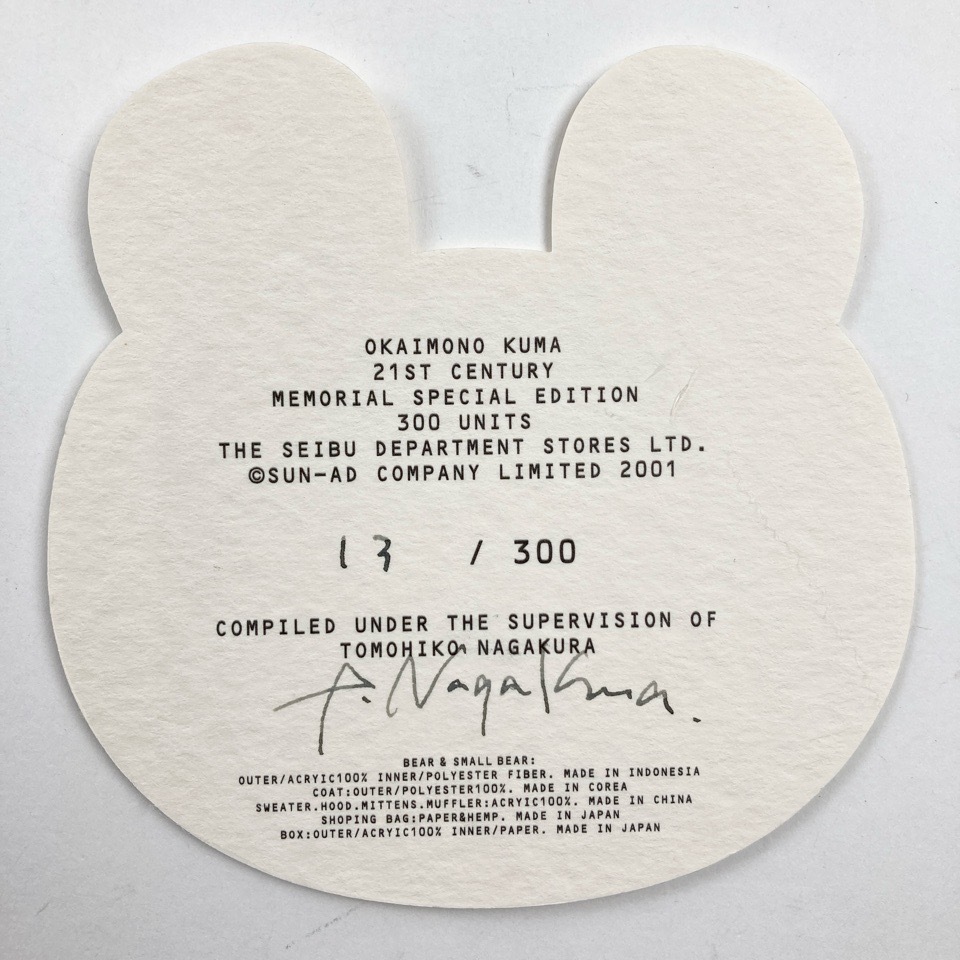 OKAIMONO KUMA
21ST CENTURY
MEMORIAL SPECIAL EDITION
300 UNITS
THE SEIBU DEPARTMENT STORES LTD.
©SUN-AD COMPANY LIMITED 2001
13 / 300
COMPILED UNDER THE SUPERVISION OF
TOMOHIKO NAGAKURA
T. Nagakura.
BEAR & SMALL BEAR:
OUTER/ACRYIC100% INNER/POLYESTER FIBER. MADE IN INDONESIA
COAT:OUTER/POLYESTER100%. MADE IN KOREA
SWEATER.HOOD.MITTENS.MUFFLER:ACRYIC100%. MADE IN CHINA
SHOPING BAG:PAPER&HEMP. MADE IN JAPAN
BOX:OUTER/ACRYIC100% INNER/PAPER. MADE IN JAPAN